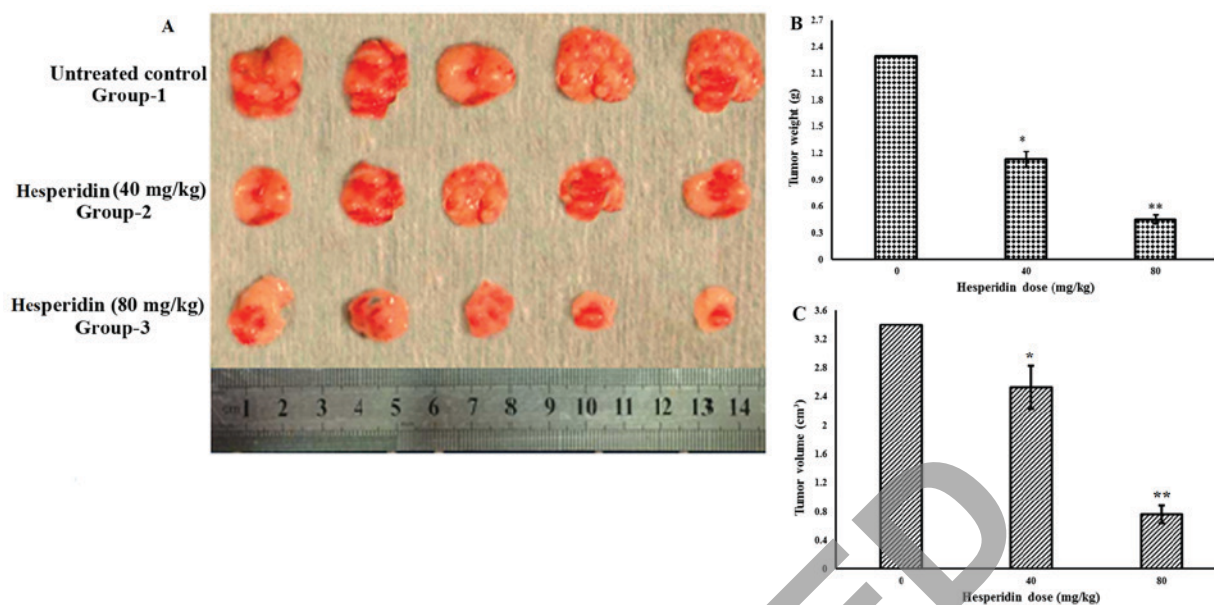 A
Untreated control
Group-1
Hesperidin (40 mg/kg)
Group-2
Hesperidin (80 mg/kg)
Group-3
cm 1 2 3 4 5 6 7 8 9 10 11 12 13 14
B
Tumor weight (g)
2.7
2.4
2.1
1.8
1.5
1.2
0.9
0.6
0.3
0
*
**
0 40 80
Hesperidin dose (mg/kg)
C
Tumor volume (cm³)
3.6
3.2
2.8
2.4
2.0
1.6
1.2
0.8
0.4
0
*
**
0 40 80
Hesperidin dose (mg/kg)
ED